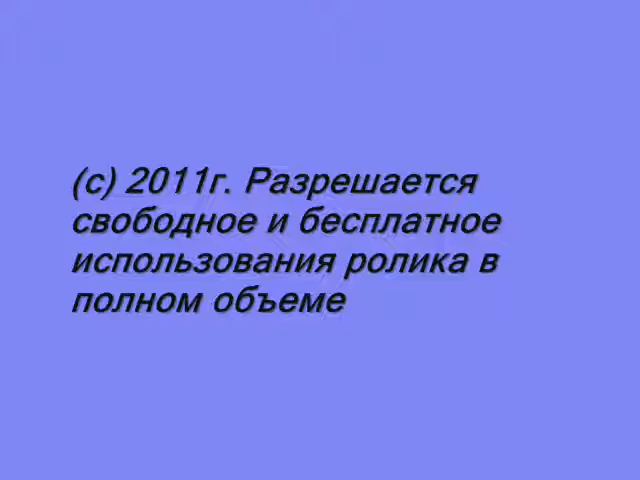 (с) 2011г. Разрешается
свободное и бесплатное
использования ролика в
полном объеме